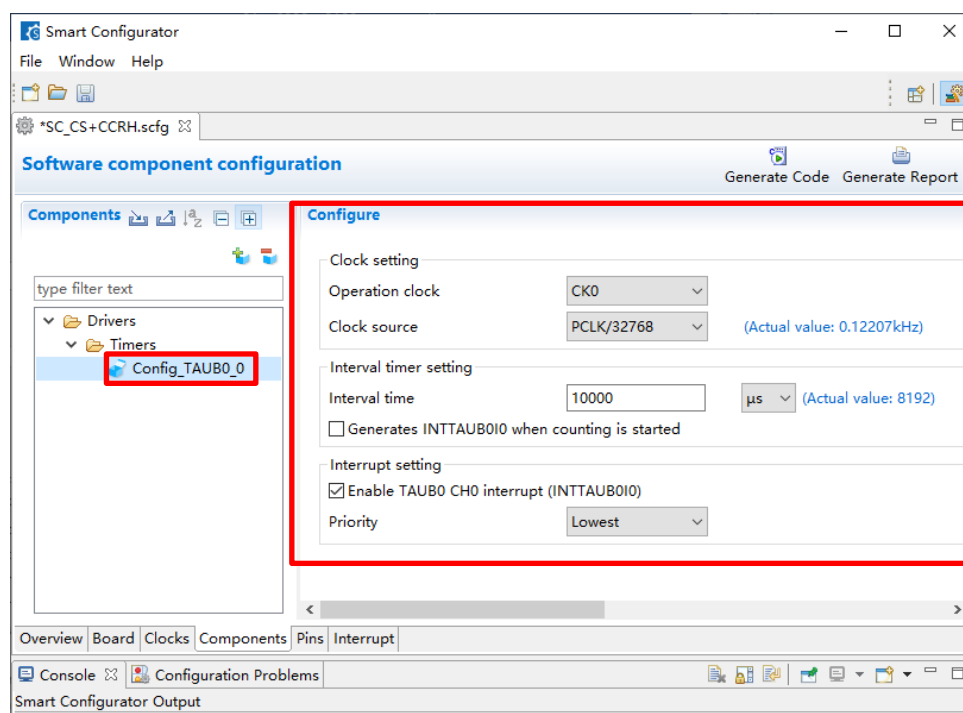 Smart Configurator
File Window Help
*SC_CS+CCRH.scfg
Software component configuration
Generate Code Generate Report
Components
Configure
type filter text
Drivers
Timers
Config_TAUB0_0
Clock setting
Operation clock CK0
Clock source PCLK/32768 (Actual value: 0.12207kHz)
Interval timer setting
Interval time 10000 µs (Actual value: 8192)
Generates INTTAUB0I0 when counting is started
Interrupt setting
Enable TAUB0 CH0 interrupt (INTTAUB0I0)
Priority Lowest
Overview Board Clocks Components Pins Interrupt
Console Configuration Problems
Smart Configurator Output